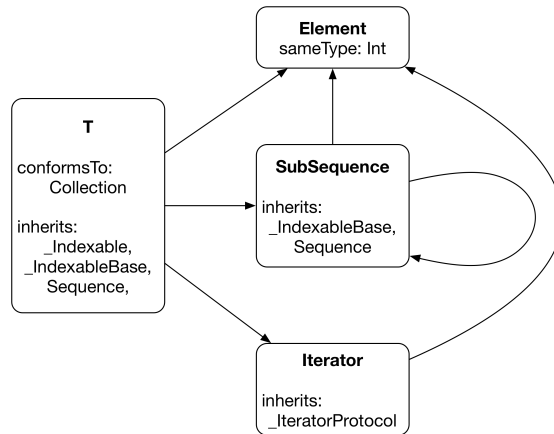 Element
sameType: Int
T
conformsTo:
Collection
inherits:
_Indexable,
_IndexableBase,
Sequence,
SubSequence
inherits:
_IndexableBase,
Sequence
Iterator
inherits:
_IteratorProtocol